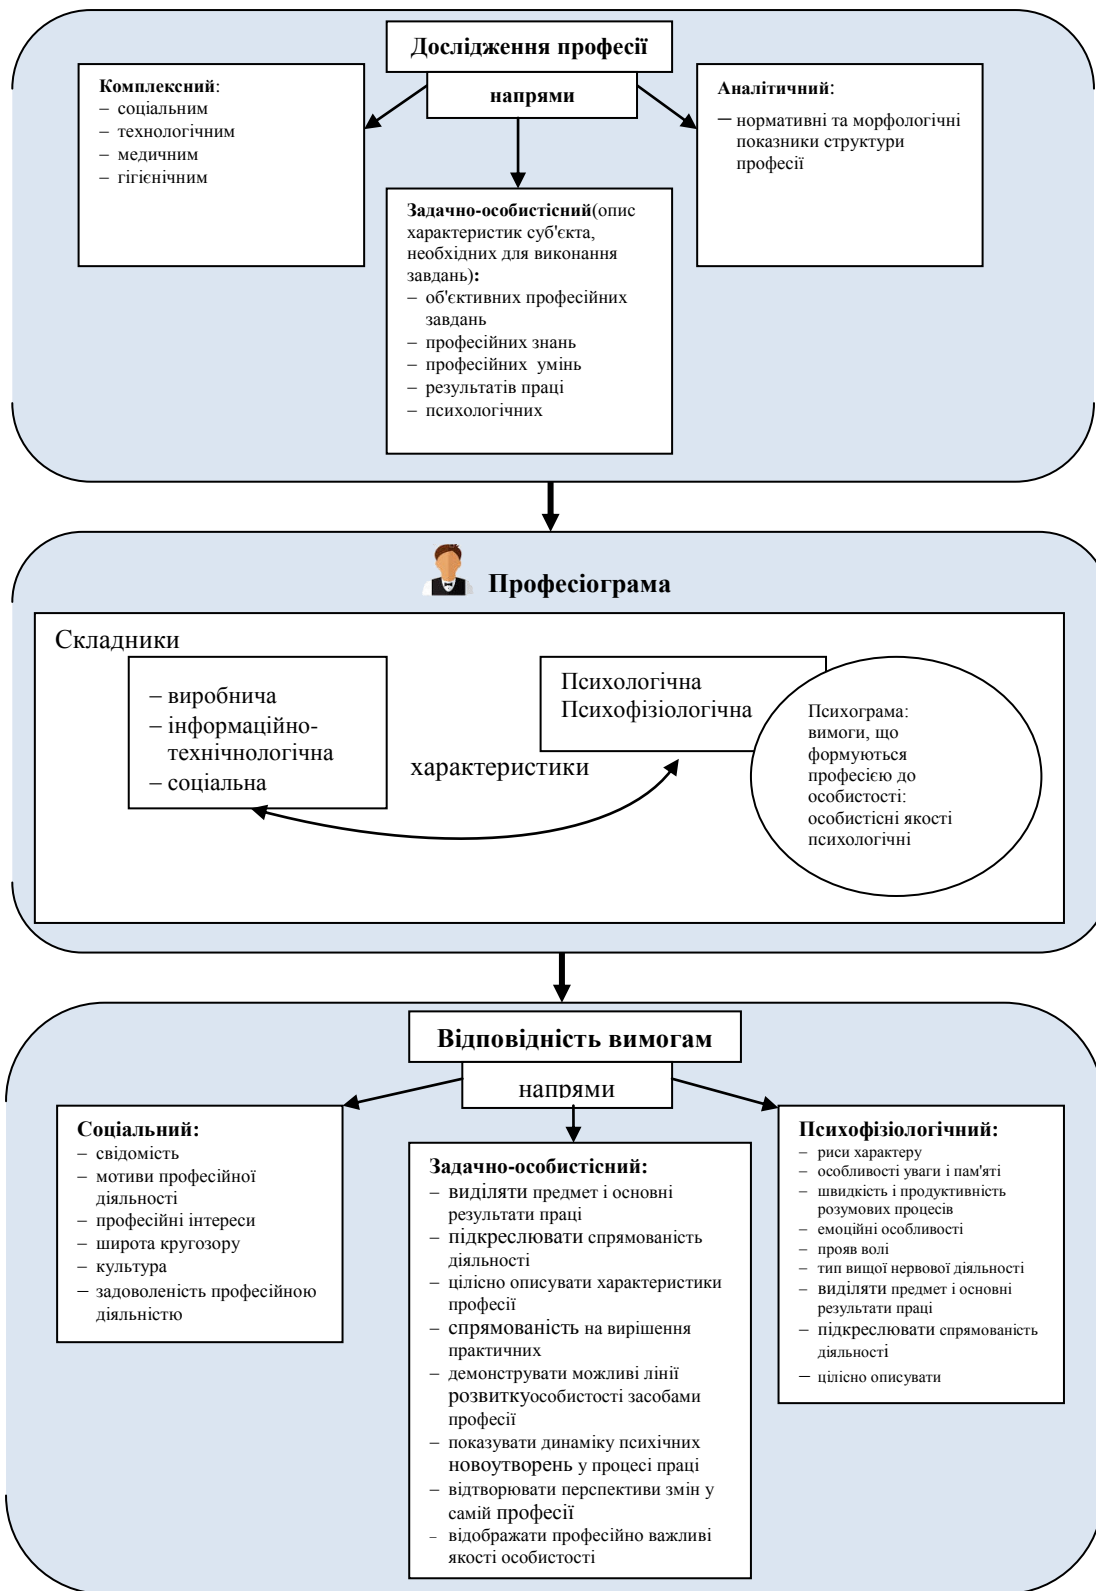 Дослідження професії
напрями
Комплексний:
– соціальним
– технологічним
– медичним
– гігієнічним
Задачно-особистісний(опис
характеристик суб'єкта,
необхідних для виконання
завдань):
– об'єктивних професійних
завдань
– професійних знань
– професійних умінь
– результатів праці
– психологічних
Аналітичний:
– нормативні та морфологічні
показники структури
професії
Професіограма
Складники
– виробнича
– інформаційно-
технічнологічна
– соціальна
характеристики
Психологічна
Психофізіологічна
Психограма:
вимоги, що
формуються
професією до
особистості:
особистісні якості
психологічні
Відповідність вимогам
напрями
Соціальний:
– свідомість
– мотиви професійної
діяльності
– професійні інтереси
– широта кругозору
– культура
– задоволеність професійною
діяльністю
Задачно-особистісний:
– виділяти предмет і основні
результати праці
– підкреслювати спрямованість
діяльності
– цілісно описувати характеристики
професії
– спрямованість на вирішення
практичних
– демонструвати можливі лінії
розвиткуособистості засобами
професії
– показувати динаміку психічних
новоутворень у процесі праці
– відтворювати перспективи змін у
самій професії
– відображати професійно важливі
якості особистості
Психофізіологічний:
– риси характеру
– особливості уваги і пам'яті
– швидкість і продуктивність
розумових процесів
– емоційні особливості
– прояв волі
– тип вищої нервової діяльності
– виділяти предмет і основні
результати праці
– підкреслювати спрямованість
діяльності
– цілісно описувати